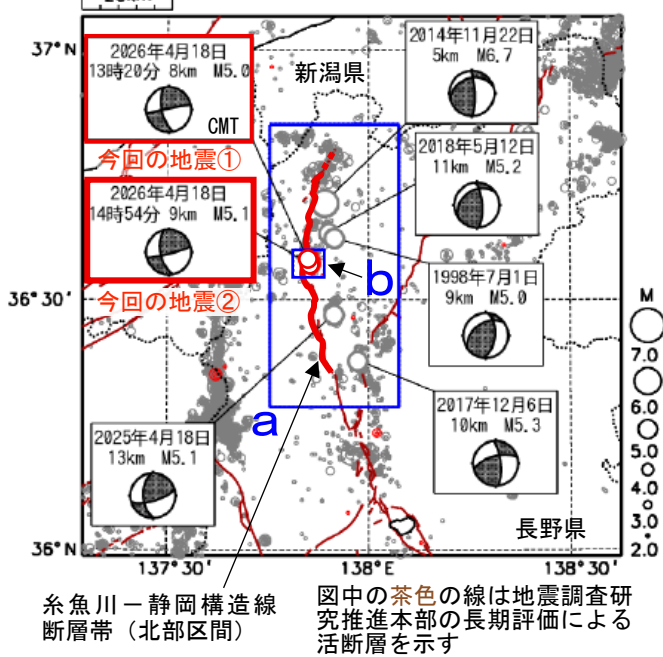 37°N
2026年4月18日
13時20分 8km M5.0
CMT
今回の地震①
新潟県
2014年11月22日
5km M6.7
2018年5月12日
11km M5.2
2026年4月18日
14時54分 9km M5.1
今回の地震②
b
1998年7月1日
9km M5.0
36°30′
M
7.0
6.0
5.0
4.0
3.0
2.0
a
2025年4月18日
13km M5.1
2017年12月6日
10km M5.3
長野県
36°N
137°30′
138°E
138°30′
糸魚川－静岡構造線
断層帯（北部区間）
図中の茶色の線は地震調査研
究推進本部の長期評価による
活断層を示す